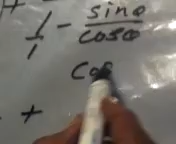 +
1/1 - sinθ/cosθ
Cos
+